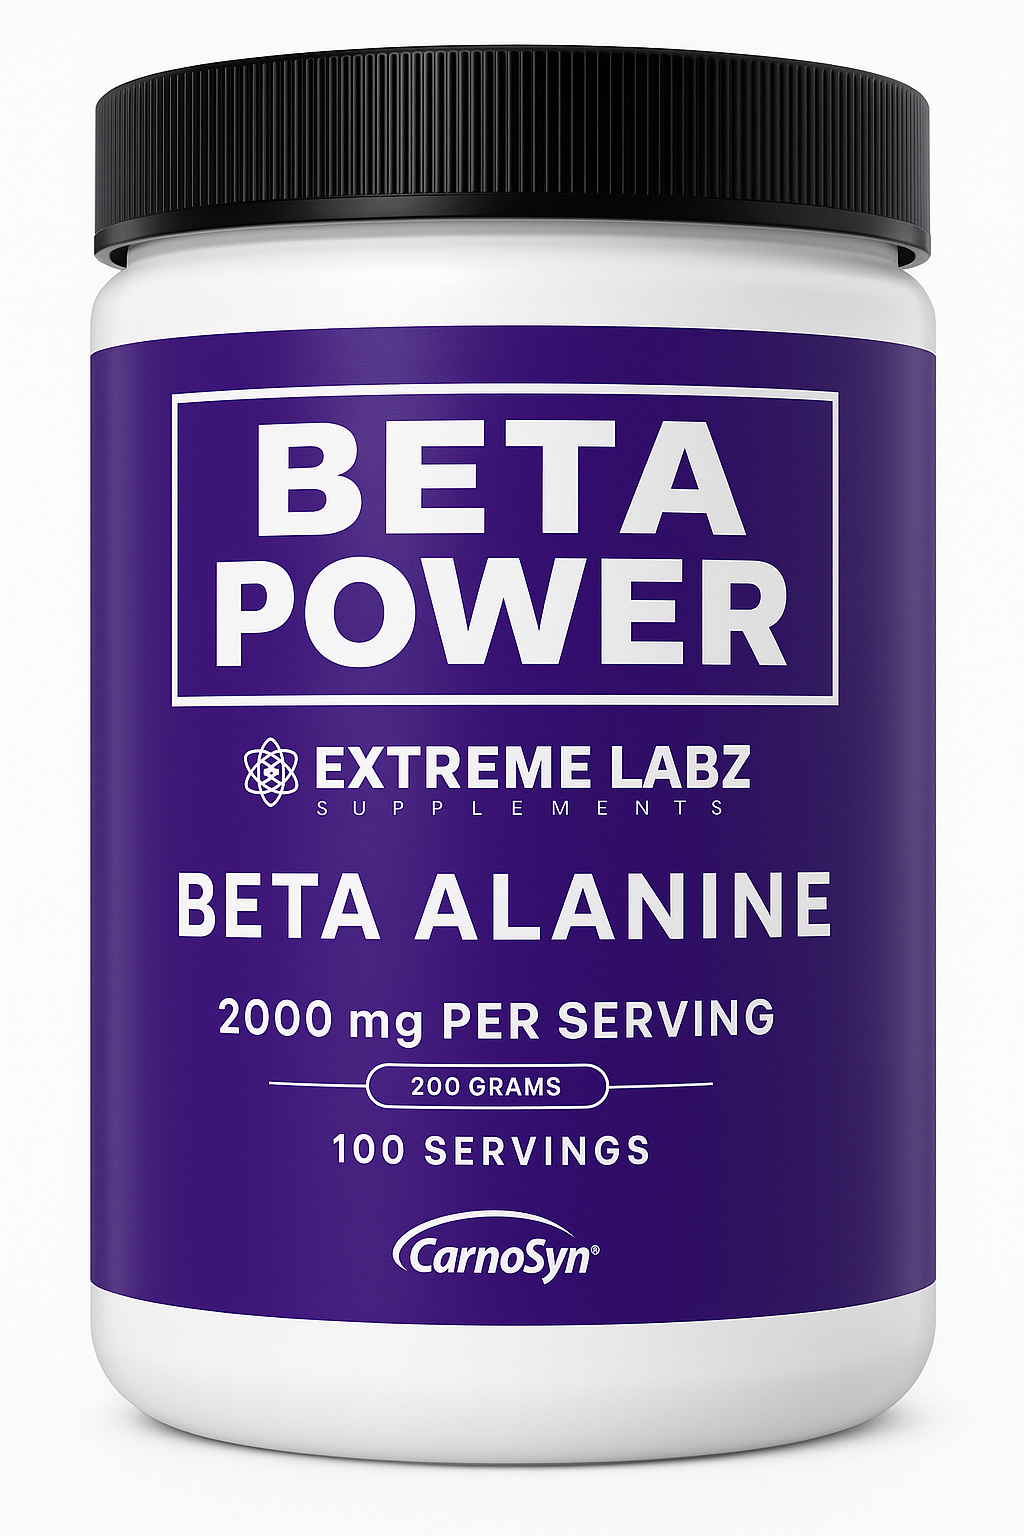 BETA
POWER
EXTREME LABZ
SUPPLEMENTS
BETA ALANINE
2000 mg PER SERVING
200 GRAMS
100 SERVINGS
CarnoSyn®